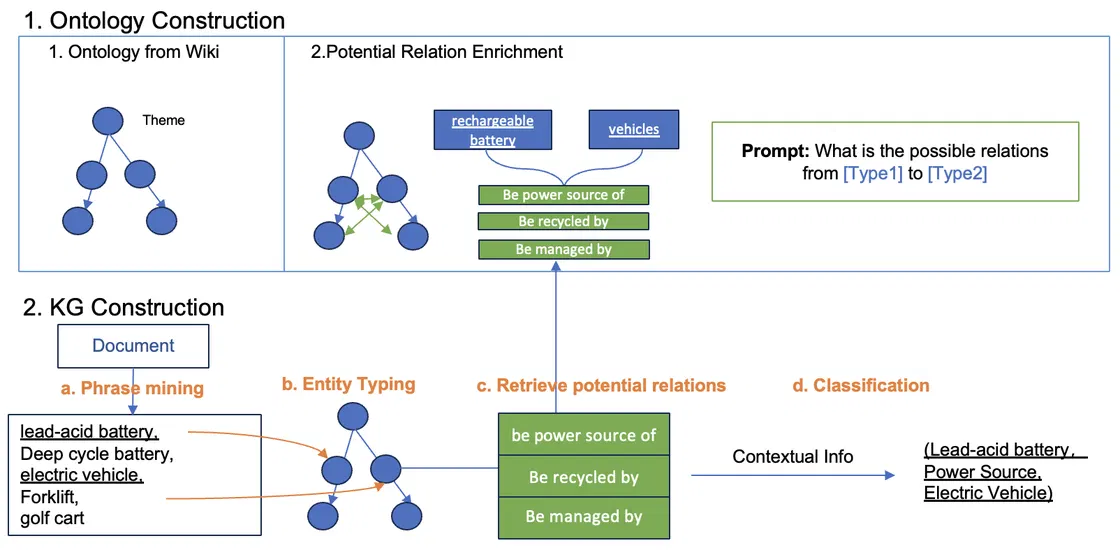 1. Ontology Construction
1. Ontology from Wiki
2.Potential Relation Enrichment
Theme
rechargeable
battery
vehicles
Be power source of
Be recycled by
Be managed by
Prompt: What is the possible relations
from [Type1] to [Type2]
2. KG Construction
Document
a. Phrase mining
b. Entity Typing
c. Retrieve potential relations
d. Classification
lead-acid battery,
Deep cycle battery,
electric vehicle,
Forklift,
golf cart
be power source of
Be recycled by
Be managed by
Contextual Info
(Lead-acid battery,
Power Source,
Electric Vehicle)